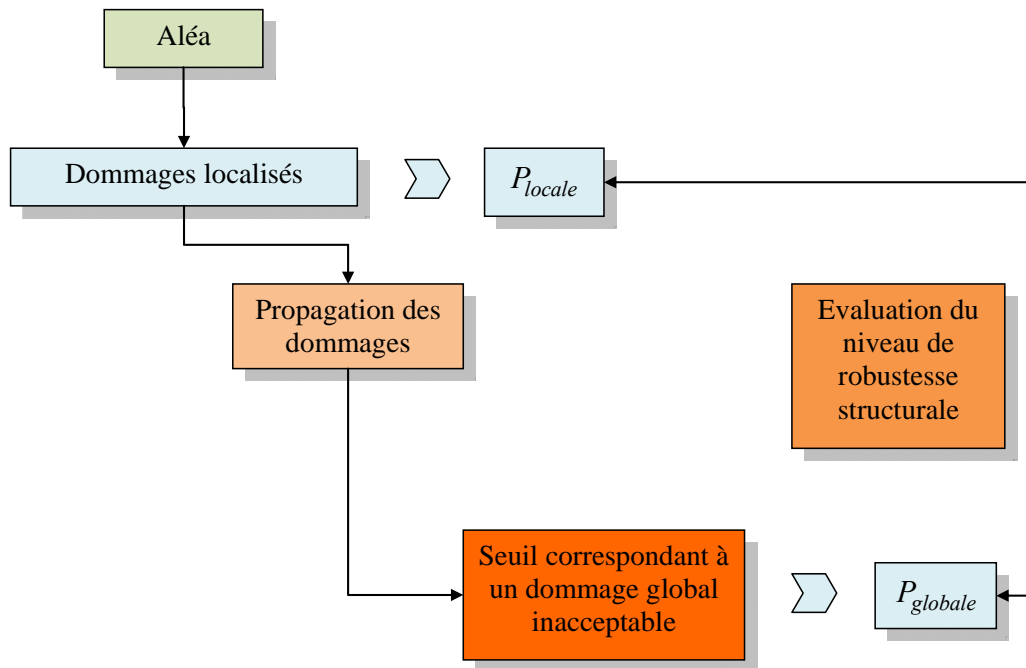 Aléa
Dommages localisés
P_locale
Propagation des
dommages
Evaluation du
niveau de
robustesse
structurale
Seuil correspondant à
un dommage global
inacceptable
P_globale